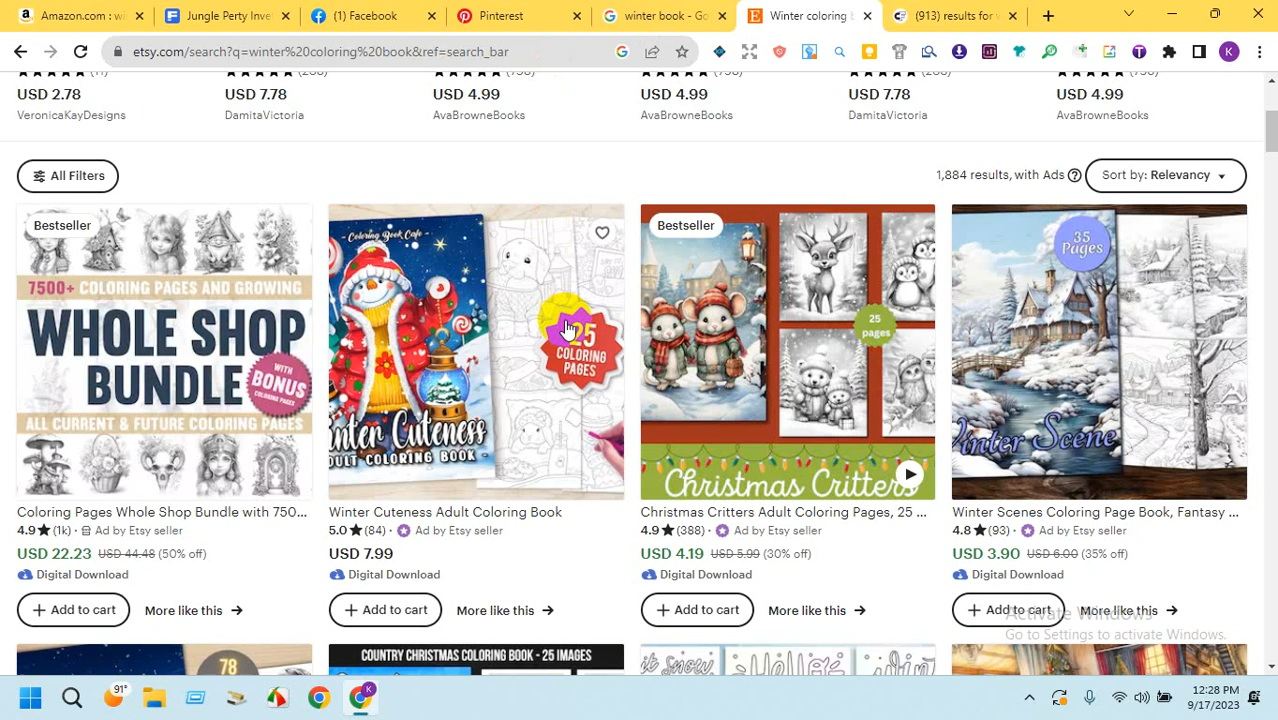 Amazon.com : wi
Jungle Perty Inve
(1) Facebook
Pinterest
winter book - Go
Winter coloring b
(913) results for w
etsy.com/search?q=winter%20coloring%20book&ref=search_bar
K
USD 2.78
USD 7.78
USD 4.99
USD 4.99
USD 7.78
USD 4.99
VeronicaKayDesigns
DamitaVictoria
AvaBrowneBooks
AvaBrowneBooks
DamitaVictoria
AvaBrowneBooks
All Filters
1,884 results, with Ads
Sort by: Relevancy
Bestseller
7500+ COLORING PAGES AND GROWING
WHOLE SHOP
BUNDLE
WITH
BONUS
COLORING PAGES
ALL CURRENT & FUTURE COLORING PAGES
Coloring Book Cafe
25
COLORING
PAGES
Winter Cuteness
ADULT COLORING BOOK -
Bestseller
25
pages
Christmas Critters
35
Pages
Winter Scene
Coloring Pages Whole Shop Bundle with 750...
Winter Cuteness Adult Coloring Book
Christmas Critters Adult Coloring Pages, 25 ...
Winter Scenes Coloring Page Book, Fantasy ...
4.9 ★ (1k) Ad by Etsy seller
5.0 ★ (84) Ad by Etsy seller
4.9 ★ (388) Ad by Etsy seller
4.8 ★ (93) Ad by Etsy seller
USD 22.23 USD 44.48 (50% off)
USD 7.99
USD 4.19 USD 5.99 (30% off)
USD 3.90 USD 6.00 (35% off)
Digital Download
Digital Download
Digital Download
Digital Download
+ Add to cart
More like this →
+ Add to cart
More like this →
+ Add to cart
More like this →
+ Add to cart
More like this →
Activate Windows
Go to Settings to activate Windows.
78
COUNTRY CHRISTMAS COLORING BOOK - 25 IMAGES
91°
K
12:28 PM
9/17/2023